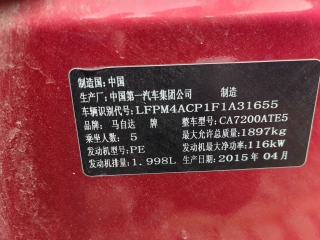 制造国:中国
生产厂:中国第一汽车集团公司 制造
车辆识别代号:LFPM4ACP1F1A31655
品 牌:马自达 牌 整车型号:CA7200ATE5
乘坐人数:5 最大允许总质量:1897kg
发动机型号:PE 发动机最大净功率:116kW
发动机排量:1.998L 生产日期:2015年04月